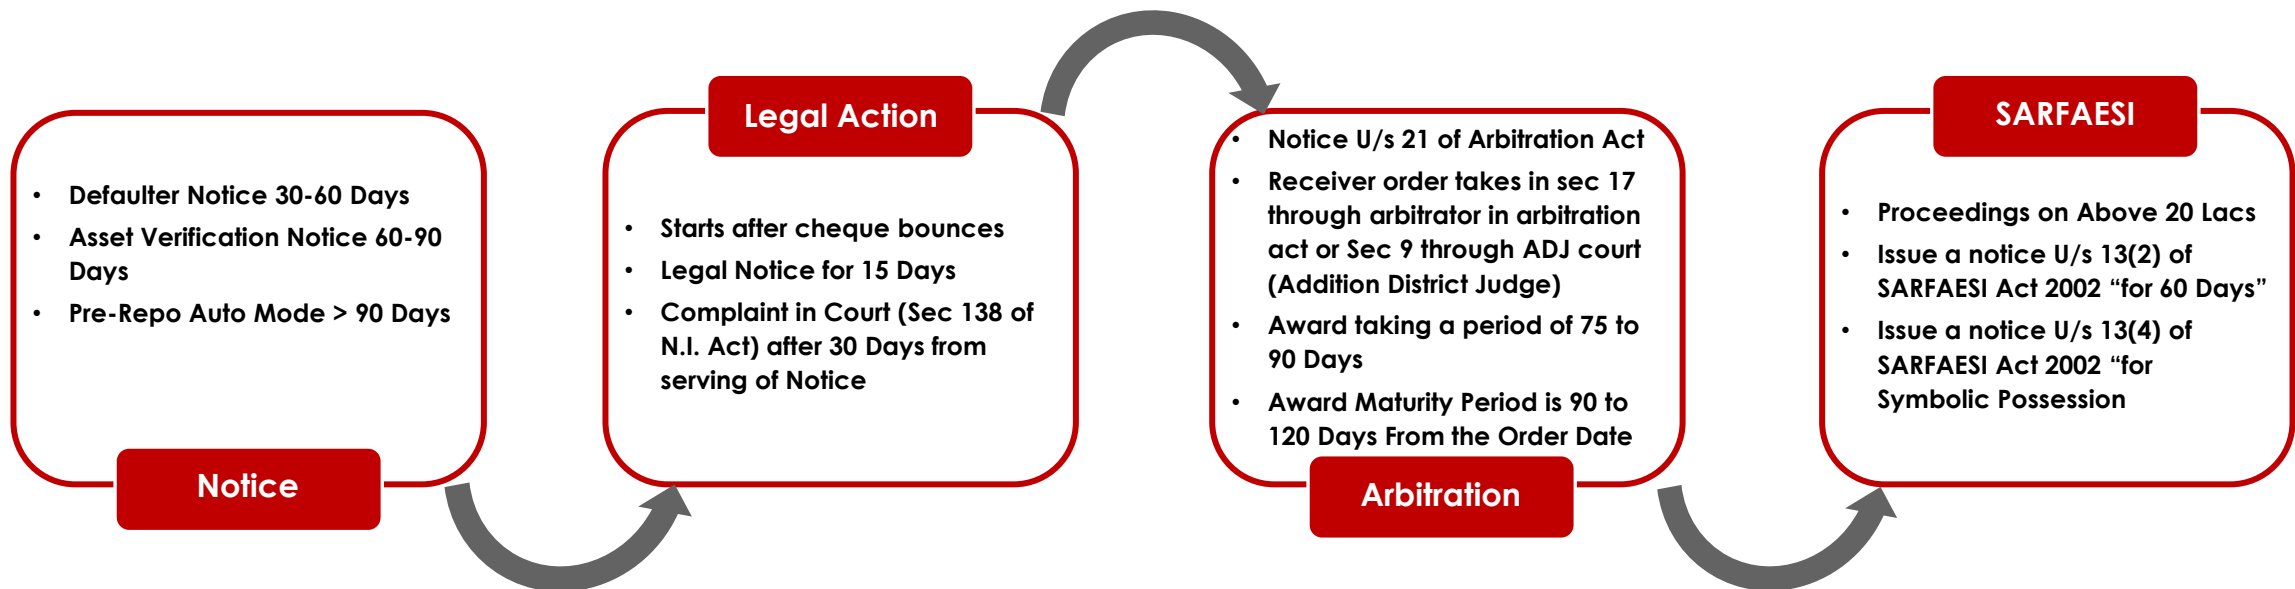 • Defaulter Notice 30-60 Days
• Asset Verification Notice 60-90
Days
• Pre-Repo Auto Mode > 90 Days
Notice
Legal Action
• Starts after cheque bounces
• Legal Notice for 15 Days
• Complaint in Court (Sec 138 of
N.I. Act) after 30 Days from
serving of Notice
• Notice U/s 21 of Arbitration Act
• Receiver order takes in sec 17
through arbitrator in arbitration
act or Sec 9 through ADJ court
(Addition District Judge)
• Award taking a period of 75 to
90 Days
• Award Maturity Period is 90 to
120 Days From the Order Date
Arbitration
SARFAESI
• Proceedings on Above 20 Lacs
• Issue a notice U/s 13(2) of
SARFAESI Act 2002 “for 60 Days”
• Issue a notice U/s 13(4) of
SARFAESI Act 2002 “for
Symbolic Possession